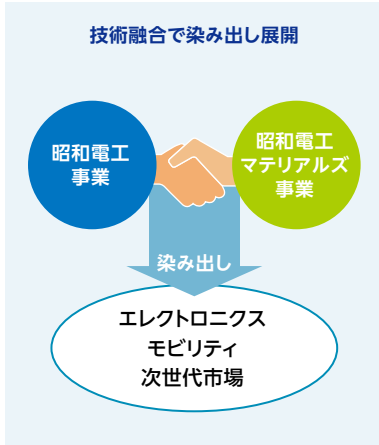 技術融合で染み出し展開
昭和電工
事業
昭和電工
マテリアルズ
事業
染み出し
エレクトロニクス
モビリティ
次世代市場